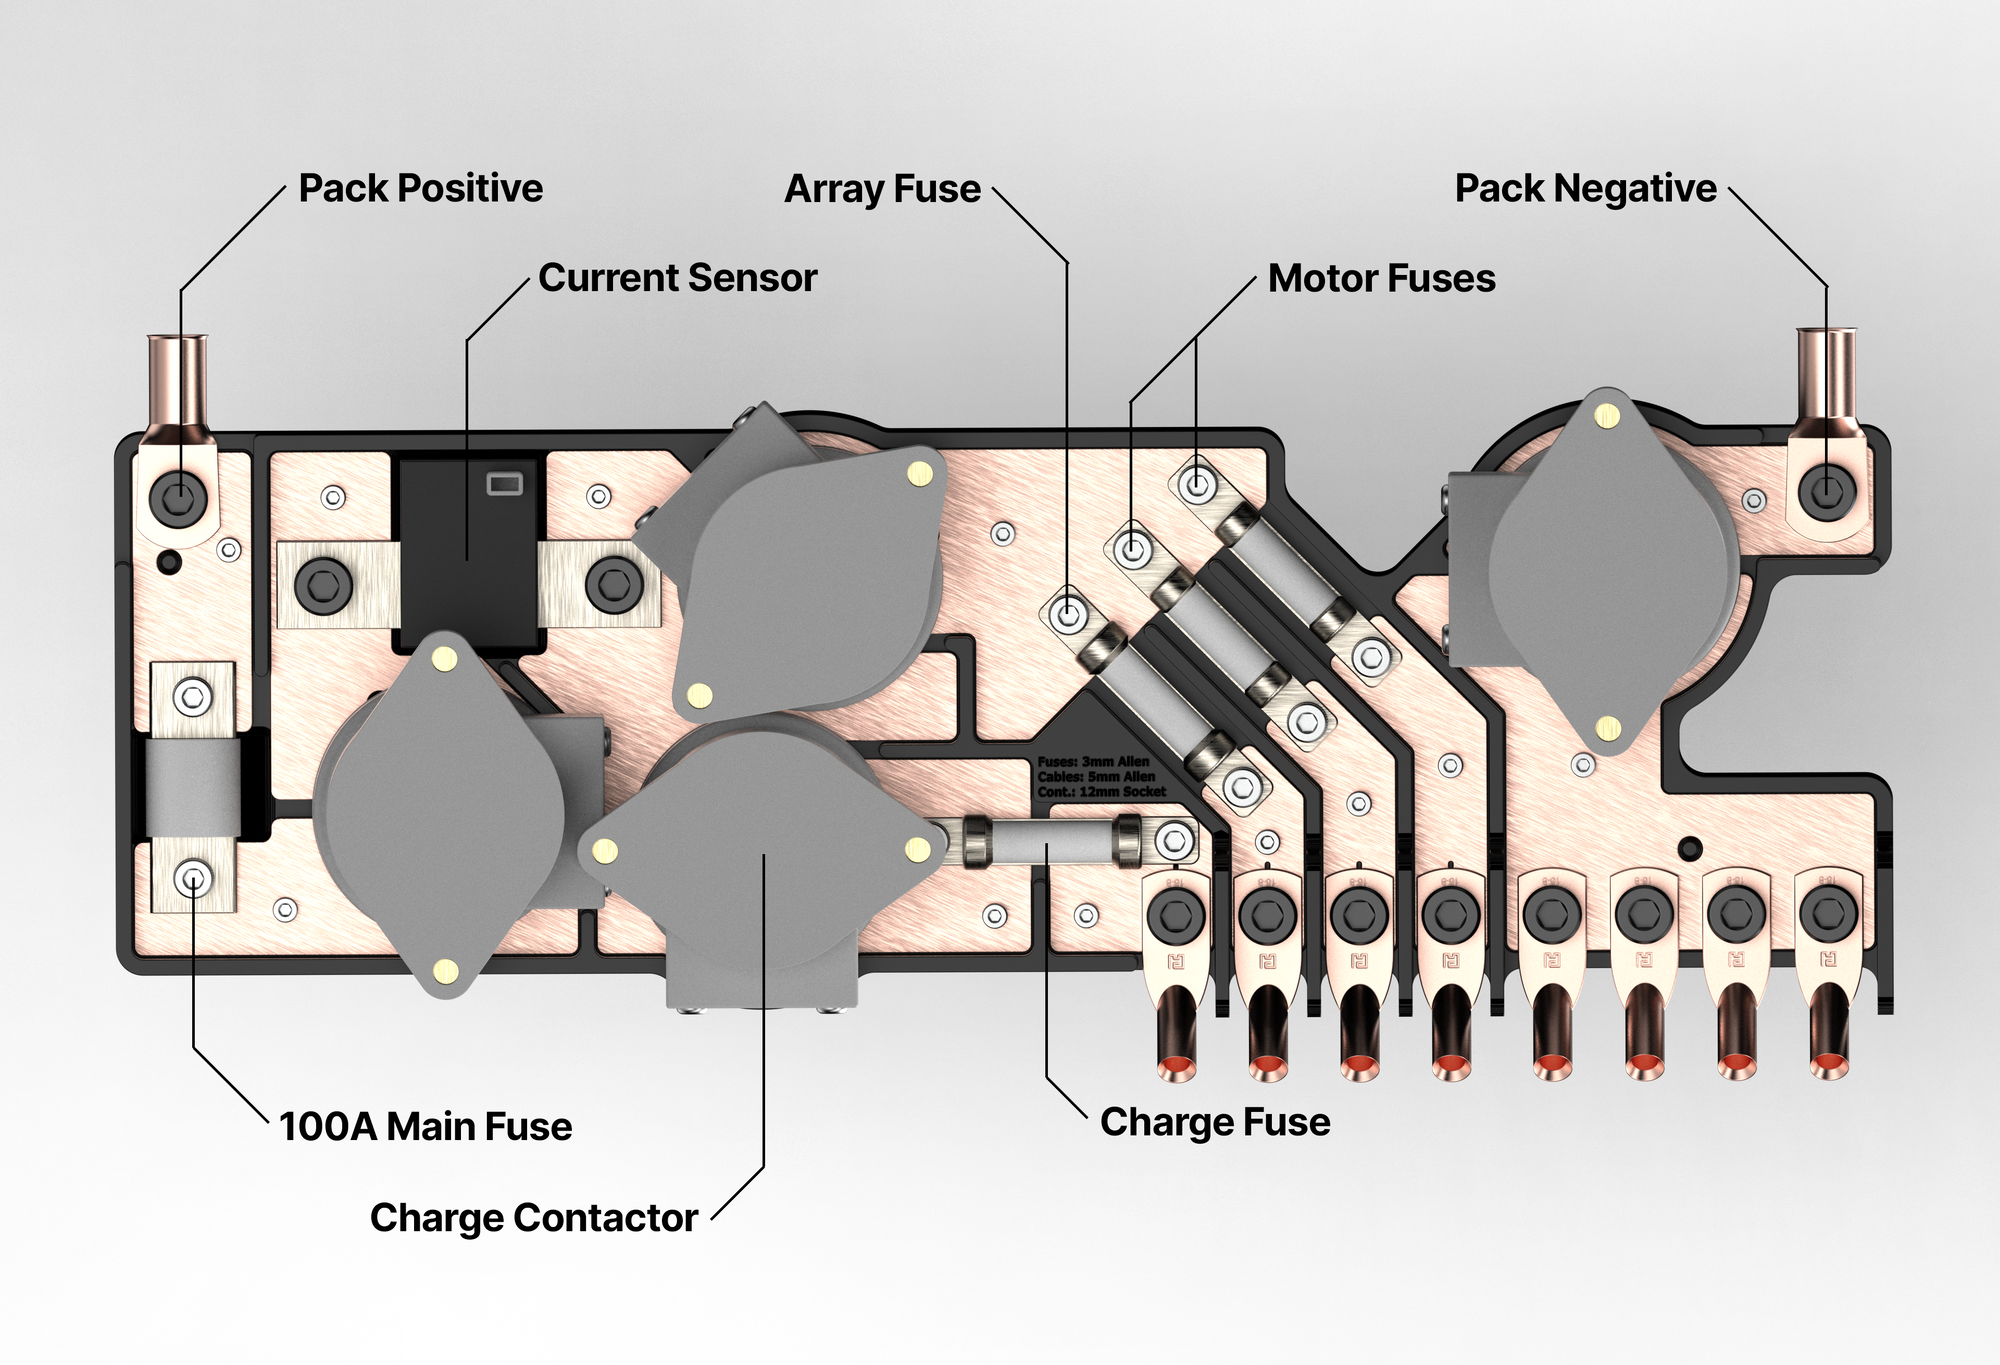 Pack Positive
Array Fuse
Pack Negative
Current Sensor
Motor Fuses
Fuses: 3mm Allen
Cables: 5mm Allen
Cont.: 12mm Socket
100A Main Fuse
Charge Fuse
Charge Contactor